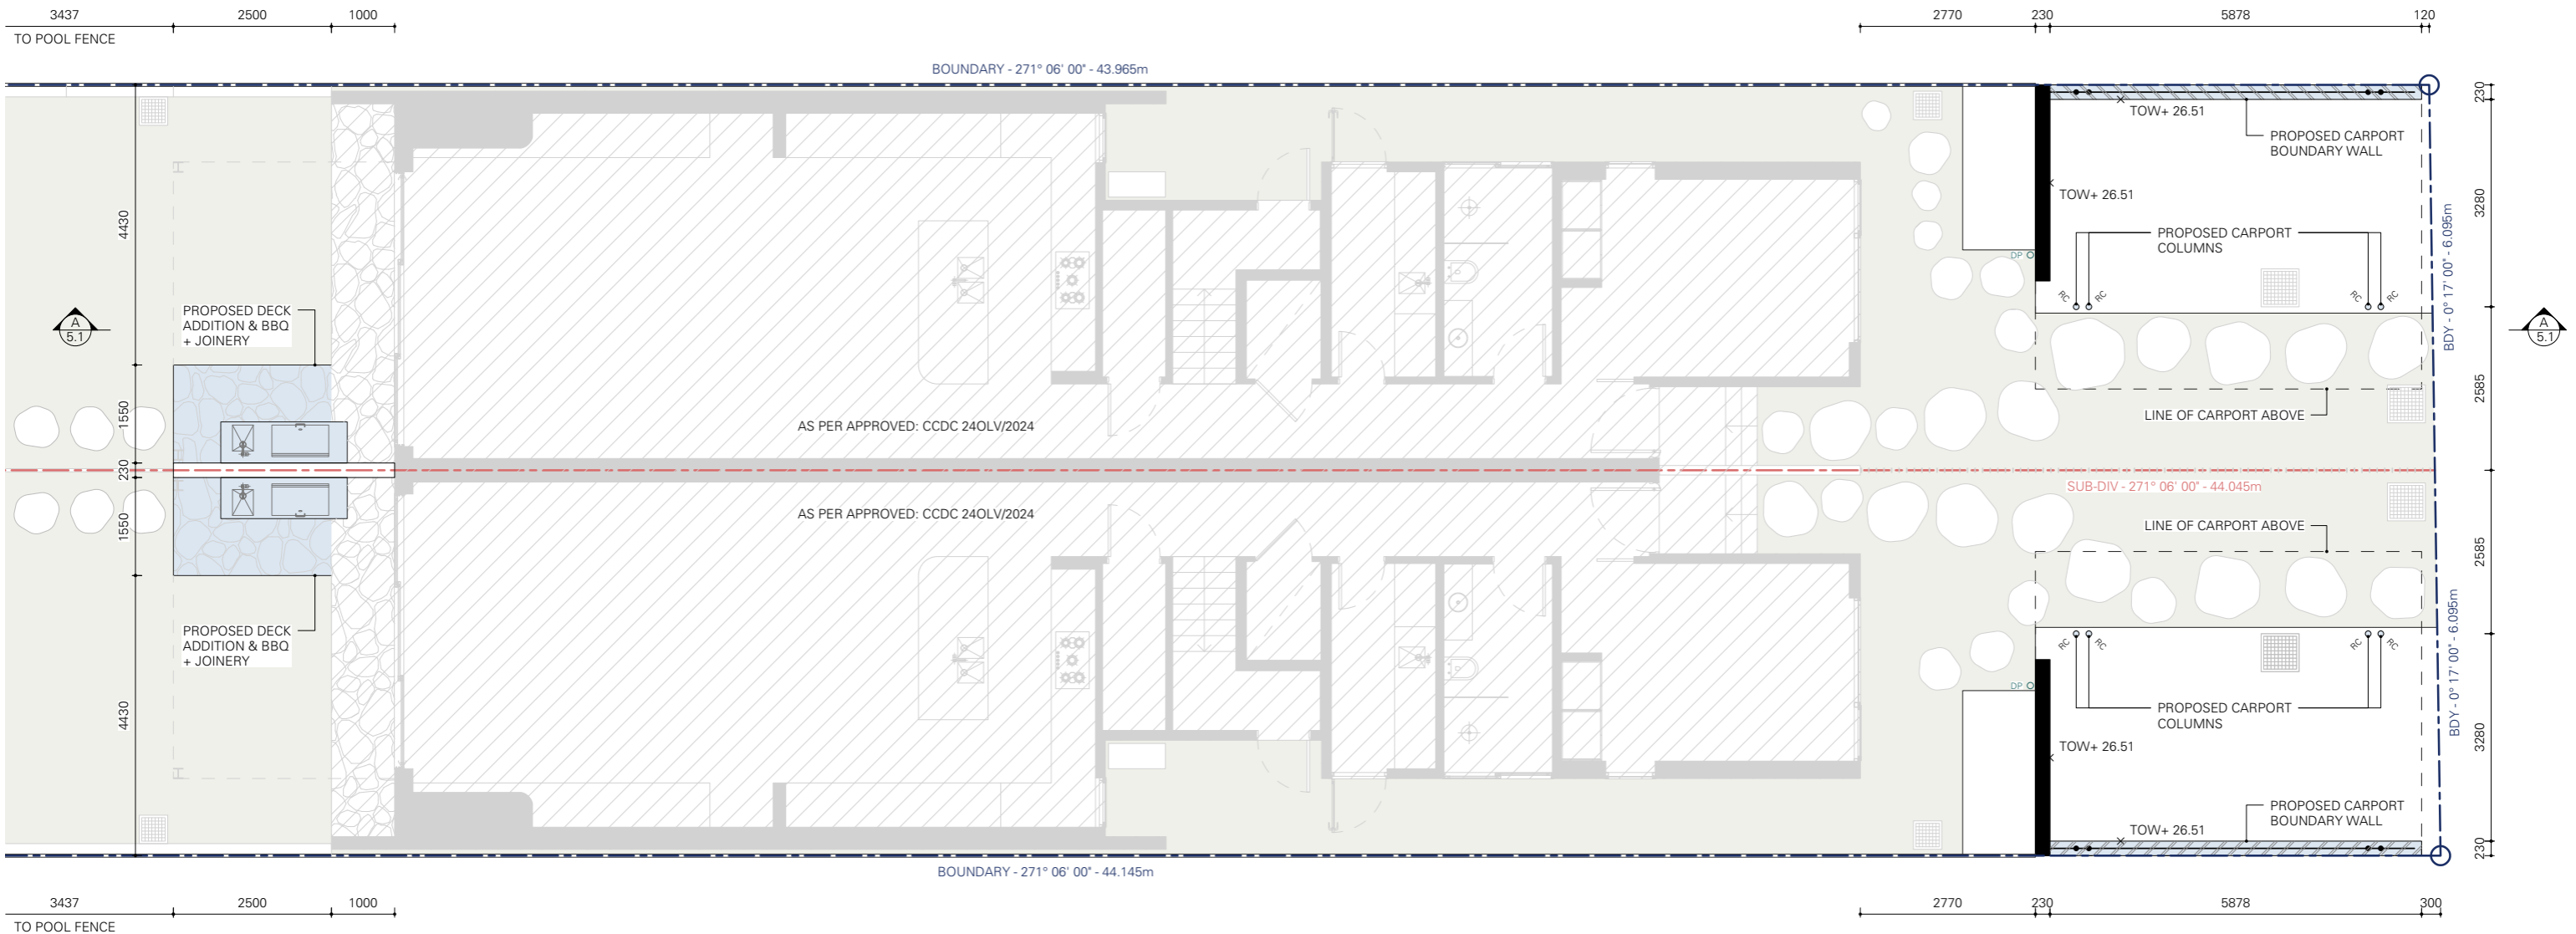 3437 2500 1000 2770 230 5878 120
TO POOL FENCE
BOUNDARY - 271° 06' 00" - 43.965m
230
TOW+ 26.51
PROPOSED CARPORT
BOUNDARY WALL
TOW+ 26.51
4430
3280
PROPOSED CARPORT
COLUMNS
BDY - 0° 17' 00" - 6.095m
DP
RC RC RC RC
PROPOSED DECK
ADDITION & BBQ
+ JOINERY
A
5.1
A
5.1
1550
2585
LINE OF CARPORT ABOVE
AS PER APPROVED: CCDC 24OLV/2024
230
SUB-DIV - 271° 06' 00" - 44.045m
AS PER APPROVED: CCDC 24OLV/2024
1550
LINE OF CARPORT ABOVE
2585
PROPOSED DECK
ADDITION & BBQ
+ JOINERY
RC RC RC RC
BDY - 0° 17' 00" - 6.095m
DP
4430
PROPOSED CARPORT
COLUMNS
3280
TOW+ 26.51
PROPOSED CARPORT
BOUNDARY WALL
TOW+ 26.51
230
BOUNDARY - 271° 06' 00" - 44.145m
3437 2500 1000 2770 230 5878 300
TO POOL FENCE